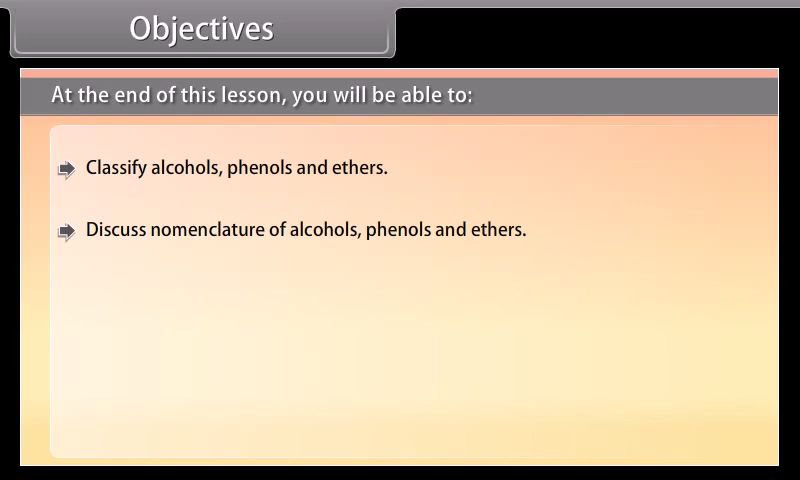 Objectives
At the end of this lesson, you will be able to:
Classify alcohols, phenols and ethers.
Discuss nomenclature of alcohols, phenols and ethers.